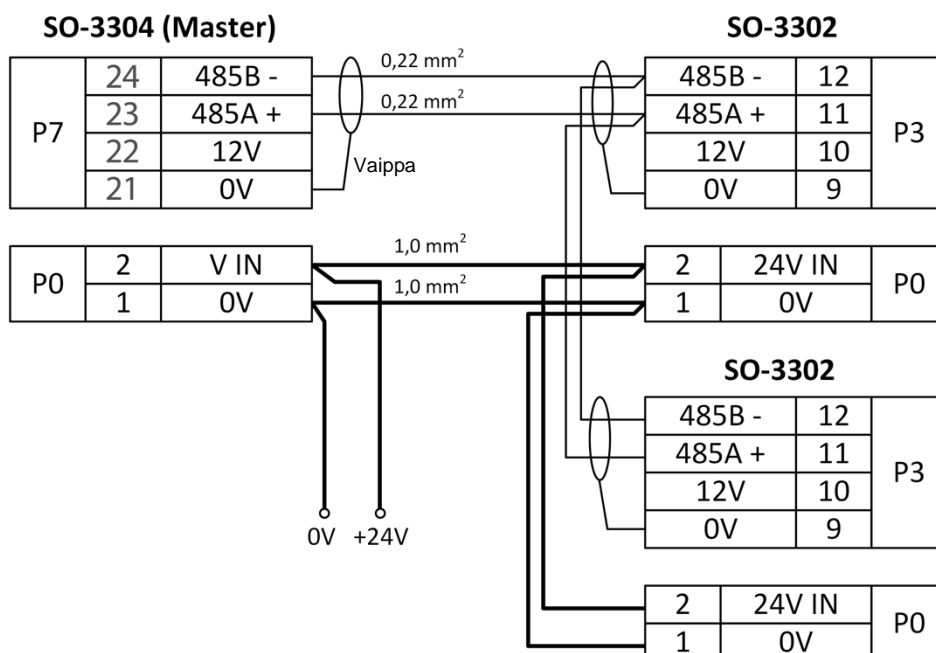 SO-3304 (Master)
P7
24 485B -
23 485A +
22 12V
21 0V
0,22 mm²
0,22 mm²
Vaippa
SO-3302
485B - 12
485A + 11
12V 10
0V 9
P3
P0
2 V IN
1 0V
1,0 mm²
1,0 mm²
2 24V IN
1 0V
P0
0V +24V
SO-3302
485B - 12
485A + 11
12V 10
0V 9
P3
2 24V IN
1 0V
P0